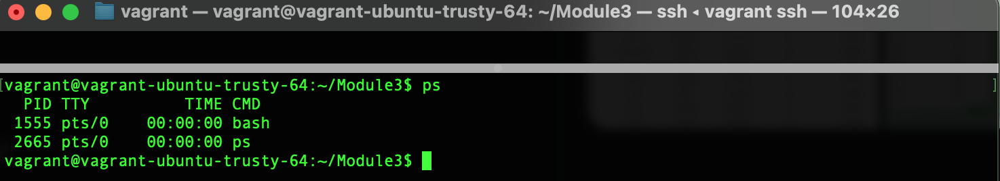 vagrant — vagrant@vagrant-ubuntu-trusty-64: ~/Module3 — ssh ◂ vagrant ssh — 104×26
[vagrant@vagrant-ubuntu-trusty-64:~/Module3$ ps ]
  PID TTY          TIME CMD
 1555 pts/0    00:00:00 bash
 2665 pts/0    00:00:00 ps
vagrant@vagrant-ubuntu-trusty-64:~/Module3$